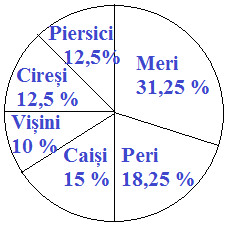 Piersici
12,5%
Meri
31,25 %
Cireși
12,5 %
Vișini
10 %
Caiși
15 %
Peri
18,25 %